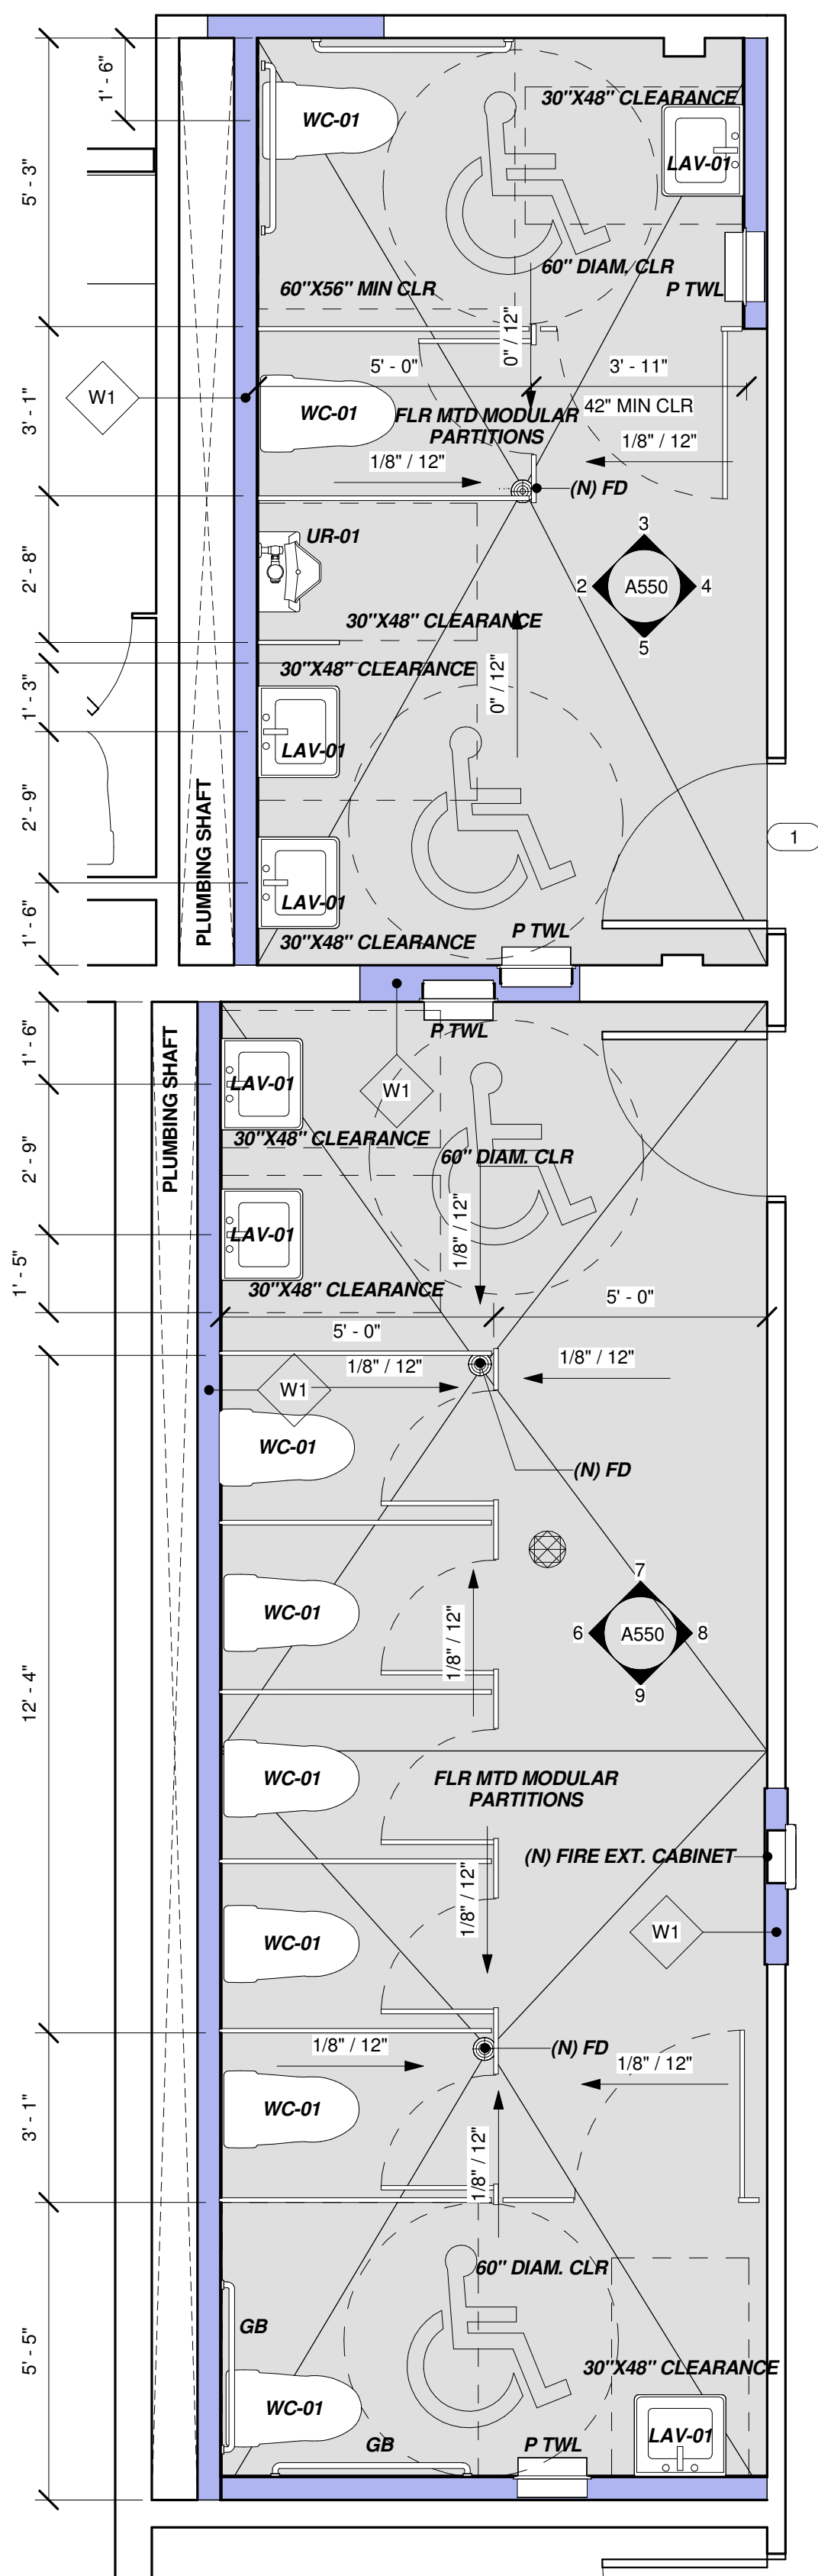 1' - 6"
30"X48" CLEARANCE
WC-01
LAV-01
5' - 3"
60" DIAM. CLR
60"X56" MIN CLR
P TWL
0" / 12"
5' - 0"
3' - 11"
W1
3' - 1"
42" MIN CLR
WC-01
FLR MTD MODULAR
PARTITIONS
1/8" / 12"
1/8" / 12"
(N) FD
UR-01
3
2
A550
4
5
2' - 8"
30"X48" CLEARANCE
30"X48" CLEARANCE
0" / 12"
1' - 3"
LAV-01
2' - 9"
PLUMBING SHAFT
1
LAV-01
1' - 6"
30"X48" CLEARANCE
P TWL
P TWL
1' - 6"
PLUMBING SHAFT
LAV-01
W1
30"X48" CLEARANCE
60" DIAM. CLR
2' - 9"
1/8" / 12"
LAV-01
1' - 5"
30"X48" CLEARANCE
5' - 0"
5' - 0"
1/8" / 12"
1/8" / 12"
W1
WC-01
(N) FD
7
WC-01
1/8" / 12"
6
A550
8
9
12' - 4"
WC-01
FLR MTD MODULAR
PARTITIONS
(N) FIRE EXT. CABINET
1/8" / 12"
W1
WC-01
1/8" / 12"
(N) FD
1/8" / 12"
3' - 1"
WC-01
1/8" / 12"
60" DIAM. CLR
GB
5' - 5"
30"X48" CLEARANCE
WC-01
LAV-01
GB
P TWL